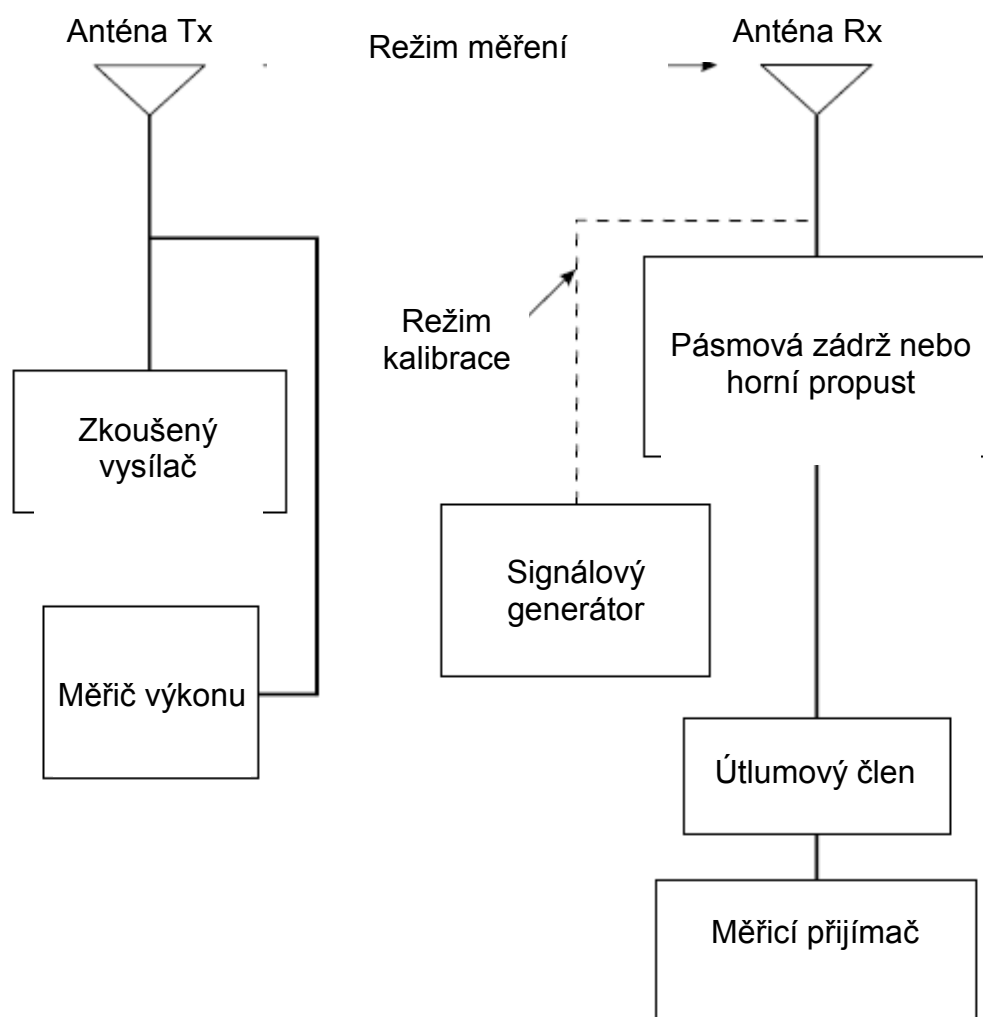 Anténa Tx
Režim měření
Anténa Rx
Režim
kalibrace
Pásmová zádrž nebo
horní propust
Zkoušený
vysílač
Signálový
generátor
Měřič výkonu
Útlumový člen
Měřicí přijímač